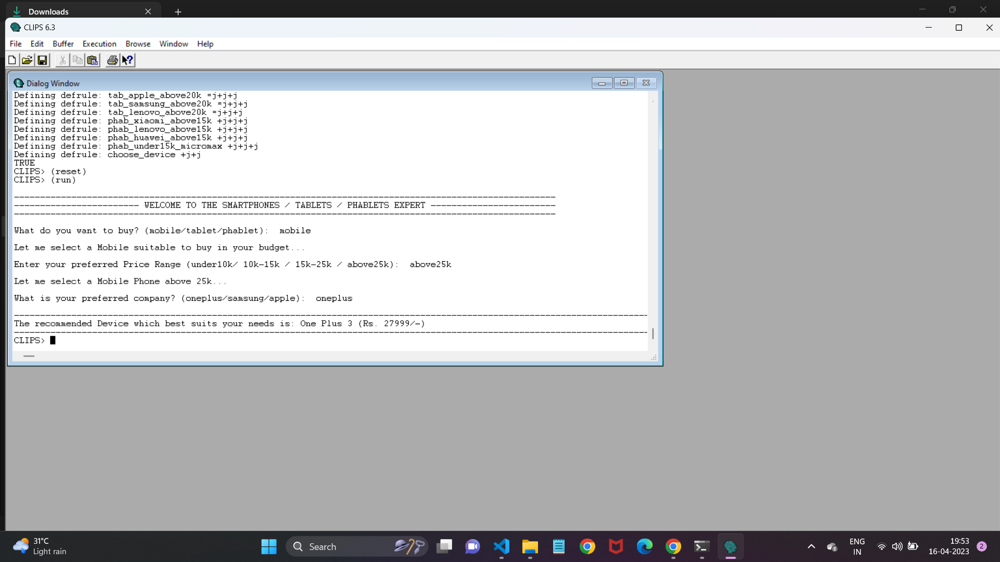 Downloads
CLIPS 6.3
File Edit Buffer Execution Browse Window Help
Dialog Window
Defining defrule: tab_apple_above20k =j+j+j
Defining defrule: tab_samsung_above20k =j+j+j
Defining defrule: tab_lenovo_above20k =j+j+j
Defining defrule: phab_xiaomi_above15k +j+j+j
Defining defrule: phab_lenovo_above15k +j+j+j
Defining defrule: phab_huawei_above15k +j+j+j
Defining defrule: phab_under15k_micromax +j+j+j
Defining defrule: choose_device +j+j
TRUE
CLIPS> (reset)
CLIPS> (run)
--------------------------------------------------------------------------------------------------------
------------------------ WELCOME TO THE SMARTPHONES / TABLETS / PHABLETS EXPERT ------------------------
--------------------------------------------------------------------------------------------------------
What do you want to buy? (mobile/tablet/phablet):  mobile
Let me select a Mobile suitable to buy in your budget...
Enter your preferred Price Range (under10k/ 10k-15k / 15k-25k / above25k):  above25k
Let me select a Mobile Phone above 25k...
What is your preferred company? (oneplus/samsung/apple):  oneplus
--------------------------------------------------------------------------------------------------------------------------
The recommended Device which best suits your needs is: One Plus 3 (Rs. 27999/-)
--------------------------------------------------------------------------------------------------------------------------
CLIPS>
31°C
Light rain
Search
ENG
IN
19:53
16-04-2023
2